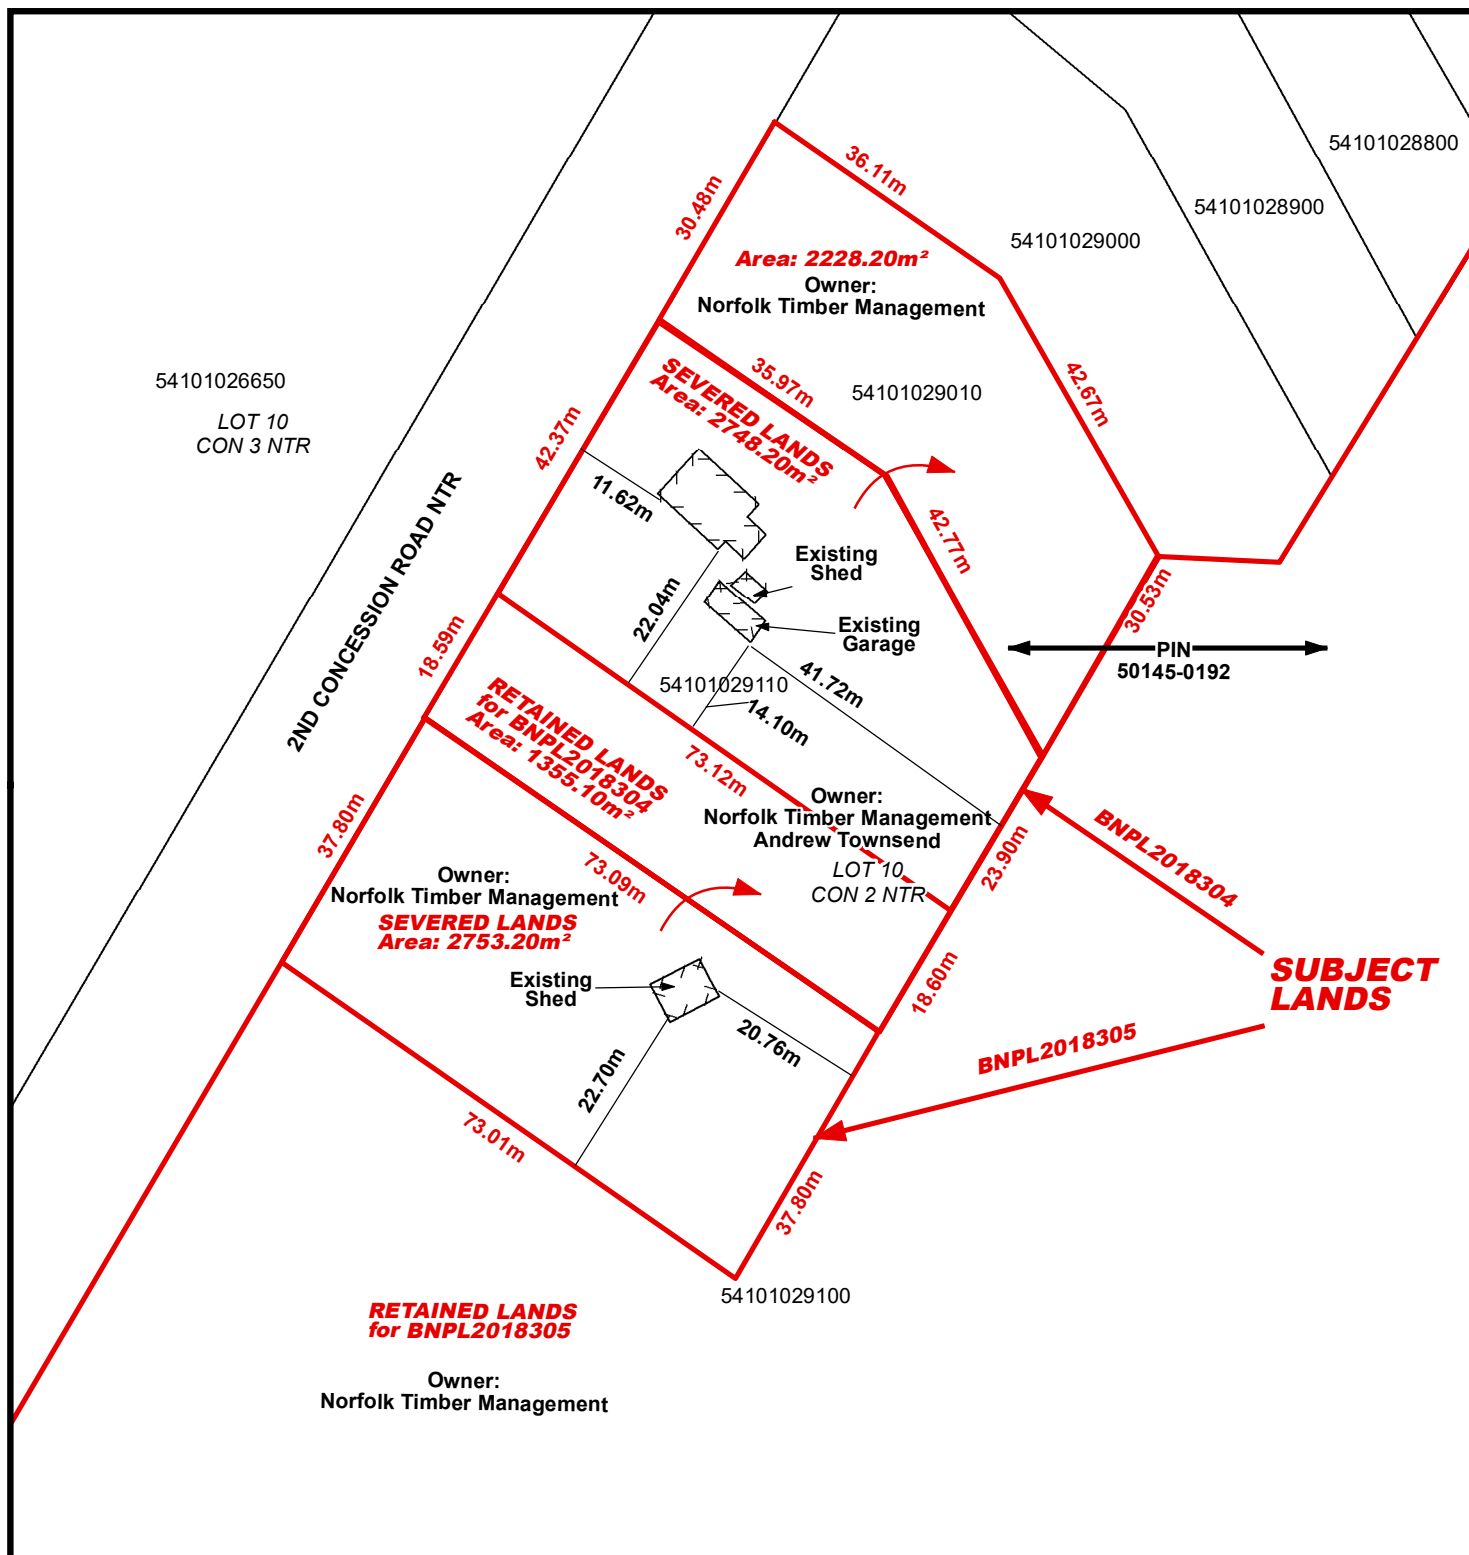 54101028800
36.11m
54101028900
30.48m
54101029000
Area: 2228.20m²
Owner:
Norfolk Timber Management
54101026650
LOT 10
CON 3 NTR
35.97m
54101029010
42.67m
SEVERED LANDS
Area: 2748.20m²
42.37m
11.62m
2ND CONCESSION ROAD NTR
42.77m
Existing
Shed
22.04m
Existing
Garage
30.53m
PIN
50145-0192
18.59m
54101029110
41.72m
14.10m
RETAINED LANDS
for BNPL2018304
Area: 1355.10m²
73.12m
Owner:
Norfolk Timber Management
Andrew Townsend
LOT 10
CON 2 NTR
37.80m
23.90m
BNPL2018304
73.09m
Owner:
Norfolk Timber Management
SEVERED LANDS
Area: 2753.20m²
Existing
Shed
18.60m
SUBJECT
LANDS
20.76m
BNPL2018305
22.70m
73.01m
37.80m
54101029100
RETAINED LANDS
for BNPL2018305
Owner:
Norfolk Timber Management